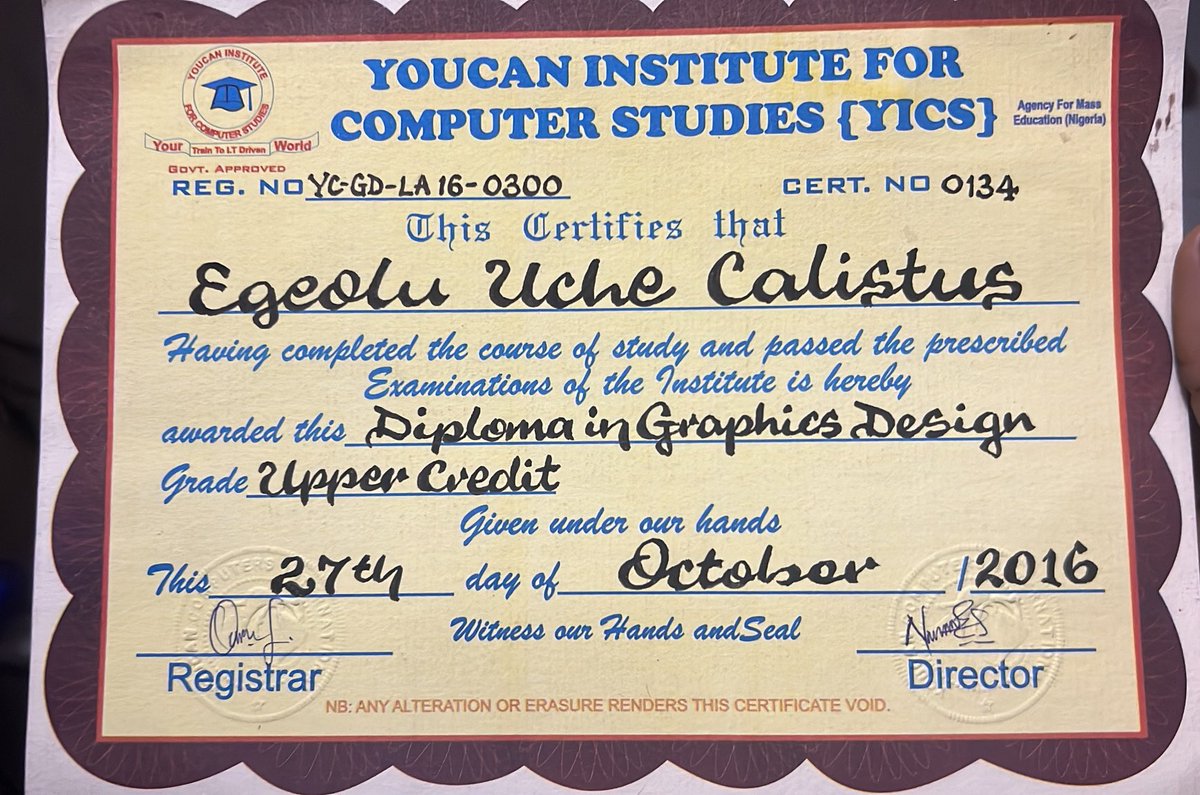 YOUCAN INSTITUTE
FOR COMPUTER STUDIES
Your Train To I.T Driven World
GOVT. APPROVED
YOUCAN INSTITUTE FOR
COMPUTER STUDIES {YICS}
Agency For Mass
Education (Nigeria)
REG. NO YC-GD-LA16-0300
CERT. NO 0134
This Certifies that
Egeolu Uche Calistus
Having completed the course of study and passed the prescribed
Examinations of the Institute is hereby
awarded this Diploma in Graphics Design
Grade Upper Credit
Given under our hands
This 27th day of October /2016
Witness our Hands and Seal
Registrar
Director
NB: ANY ALTERATION OR ERASURE RENDERS THIS CERTIFICATE VOID.